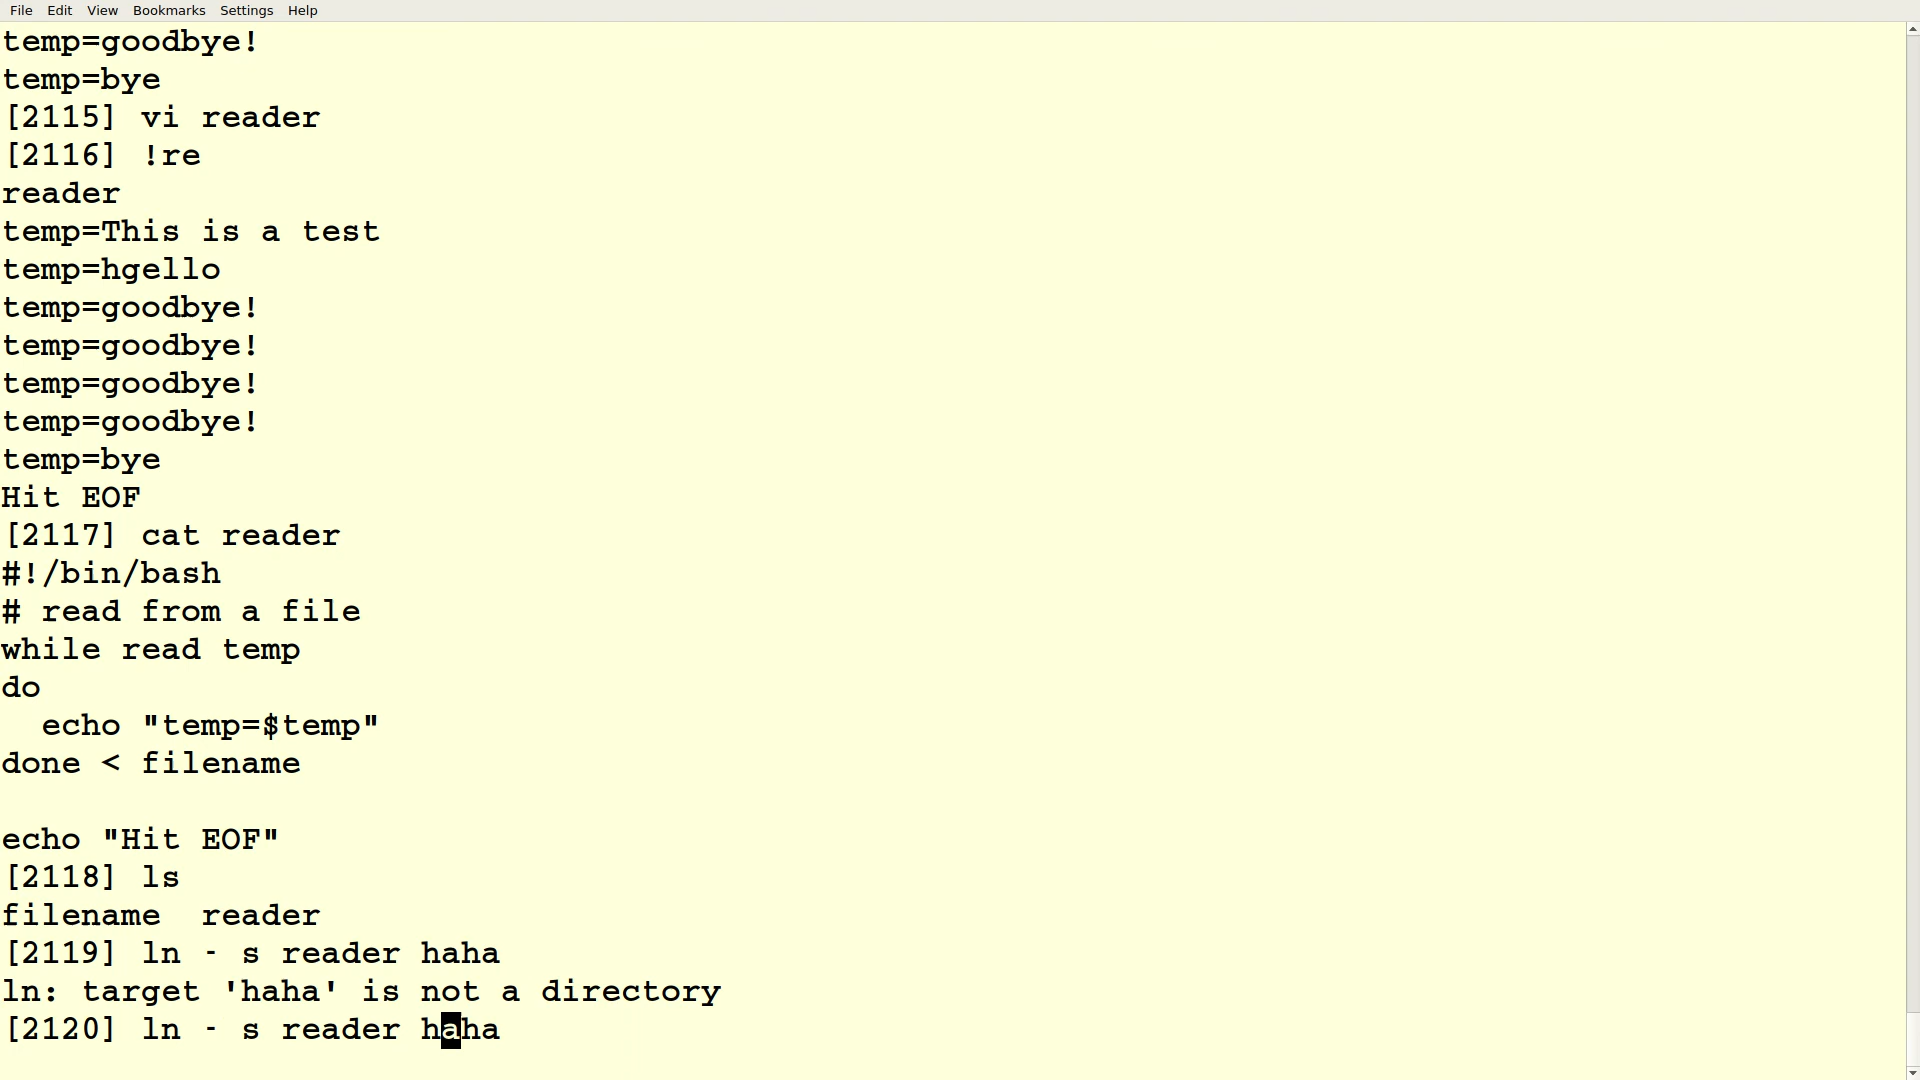 File Edit View Bookmarks Settings Help
temp=goodbye!
temp=bye
[2115] vi reader
[2116] !re
reader
temp=This is a test
temp=hgello
temp=goodbye!
temp=goodbye!
temp=goodbye!
temp=goodbye!
temp=bye
Hit EOF
[2117] cat reader
#!/bin/bash
# read from a file
while read temp
do
  echo "temp=$temp"
done < filename

echo "Hit EOF"
[2118] ls
filename  reader
[2119] ln - s reader haha
ln: target 'haha' is not a directory
[2120] ln - s reader haha